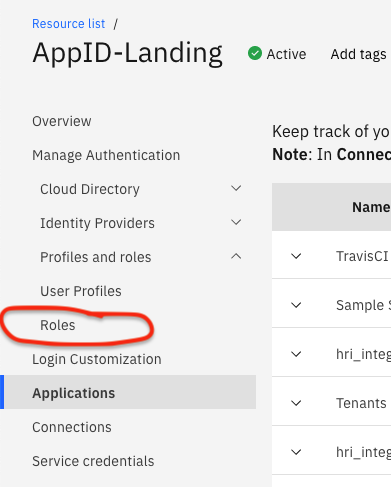 Resource list /
AppID-Landing Active Add tags
Overview
Manage Authentication
Cloud Directory
Identity Providers
Profiles and roles
User Profiles
Roles
Login Customization
Applications
Connections
Service credentials
Keep track of yo
Note: In Connec
Name
TravisCI
Sample S
hri_integ
Tenants
hri_integ